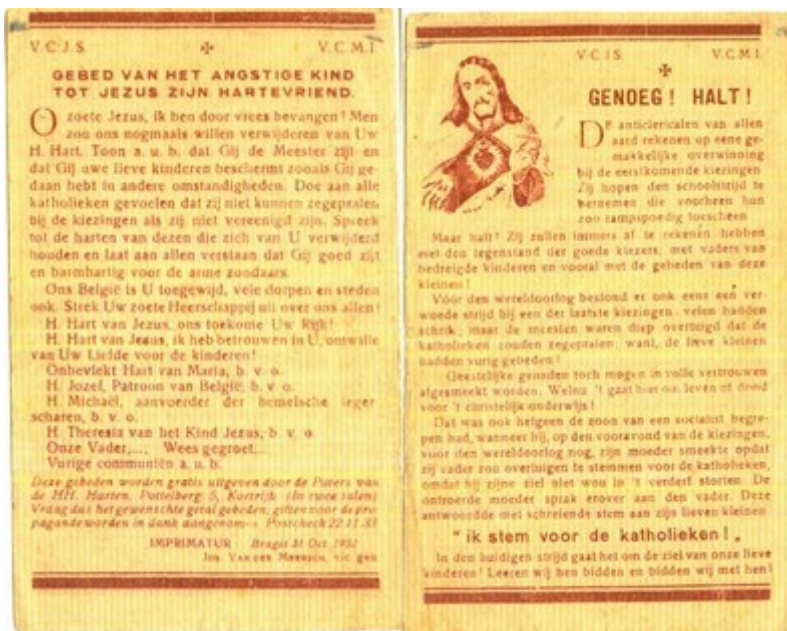 V.C.J.S. ✠ V.C.M.I.
GEBED VAN HET ANGSTIGE KIND
TOT JEZUS ZIJN HARTEVRIEND.
O zoete Jezus, ik ben door vrees bevangen! Men
zou ons nogmaals willen verwijderen van Uw
H. Hart. Toon a. u. b. dat Gij de Meester zijt en
dat Gij uwe lieve kinderen beschermt zooals Gij ge-
daan hebt in andere omstandigheden. Doe aan alle
katholieken gevoelen dat zij niet kunnen zegepralen
bij de kiezingen als zij niet vereenigd zijn. Spreek
tot de harten van dezen die zich van U verwijderd
houden en laat aan allen verstaan dat Gij goed zijt
en barmhartig voor de arme zondaars.
Ons België is U toegewijd, vele dorpen en steden
ook. Strek Uw zoete Heerschappij uit over ons allen!
H. Hart van Jezus, ons toekome Uw Rijk!
H. Hart van Jezus, ik heb betrouwen in U, omwille
van Uw Liefde voor de kinderen!
Onbevlekt Hart van Maria, b. v. o.
H. Jozef, Patroon van België, b. v. o.
H. Michaël, aanvoerder der hemelsche leger
scharen, b. v. o.
H. Theresia van het Kind Jezus, b. v. o.
Onze Vader,... Wees gegroet,..
Vurige communiën a. u. b.
Deze gebeden worden gratis uitgeven door de Paters van
de HH. Harten, Pottelberg 5, Kortrijk. (In twee talen)
Vraag dus het gewenschte getal gebeden, giften voor de pro-
pagande worden in dank aangenomen. Postcheck 22.11.33
IMPRIMATUR Brugis 31 Oct. 1932
Jos. Van der Meersch, vic. gen.
V.C.J.S. V.C.M.I.
✠
GENOEG! HALT!
DE anticlericalen van allen
aard rekenen op eene ge-
makkelijke overwinning
bij de eerstkomende kiezingen
Zij hopen den schoolstrijd te
hernemen die voorheen hun
zoo rampspoedig toescheen
Maar halt! Zij zullen immers af te rekenen hebben
met den tegenstand der goede kiezers, met vaders van
bedreigde kinderen en vooral met de gebeden van deze
kleinen!
Vóór den wereldoorlog bestond er ook eens een ver-
woede strijd bij een der laatste kiezingen. velen hadden
schrik; maar de meesten waren diep overtuigd dat de
katholieken zouden zegepralen; want, de lieve kleinen
hadden vurig gebeden!
Geestelijke genaden toch mogen in volle vertrouwen
afgesmeekt worden. Welnu 't gaat hier om leven of dood
voor 't christelijk onderwijs!
Dat was ook hetgeen de zoon van een socialist begre-
pen had, wanneer hij, op den vooravond van de kiezingen,
voor den wereldoorlog nog, zijn moeder smeekte opdat
zij vader zou overtuigen te stemmen voor de katholieken,
omdat hij zijne ziel niet wou in 't verderf storten. De
ontroerde moeder sprak erover aan den vader. Deze
antwoordde met schreiende stem aan zijn lieven kleinen
" ik stem voor de katholieken! „
In den huidigen strijd gaat het om de ziel van onze lieve
kinderen! Leeren wij hen bidden en bidden wij met hen!